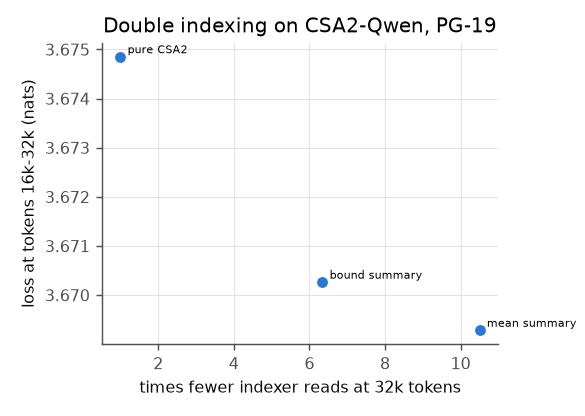 Double indexing on CSA2-Qwen, PG-19
loss at tokens 16k-32k (nats)
3.675
3.674
3.673
3.672
3.671
3.670
pure CSA2
bound summary
mean summary
2 4 6 8 10
times fewer indexer reads at 32k tokens